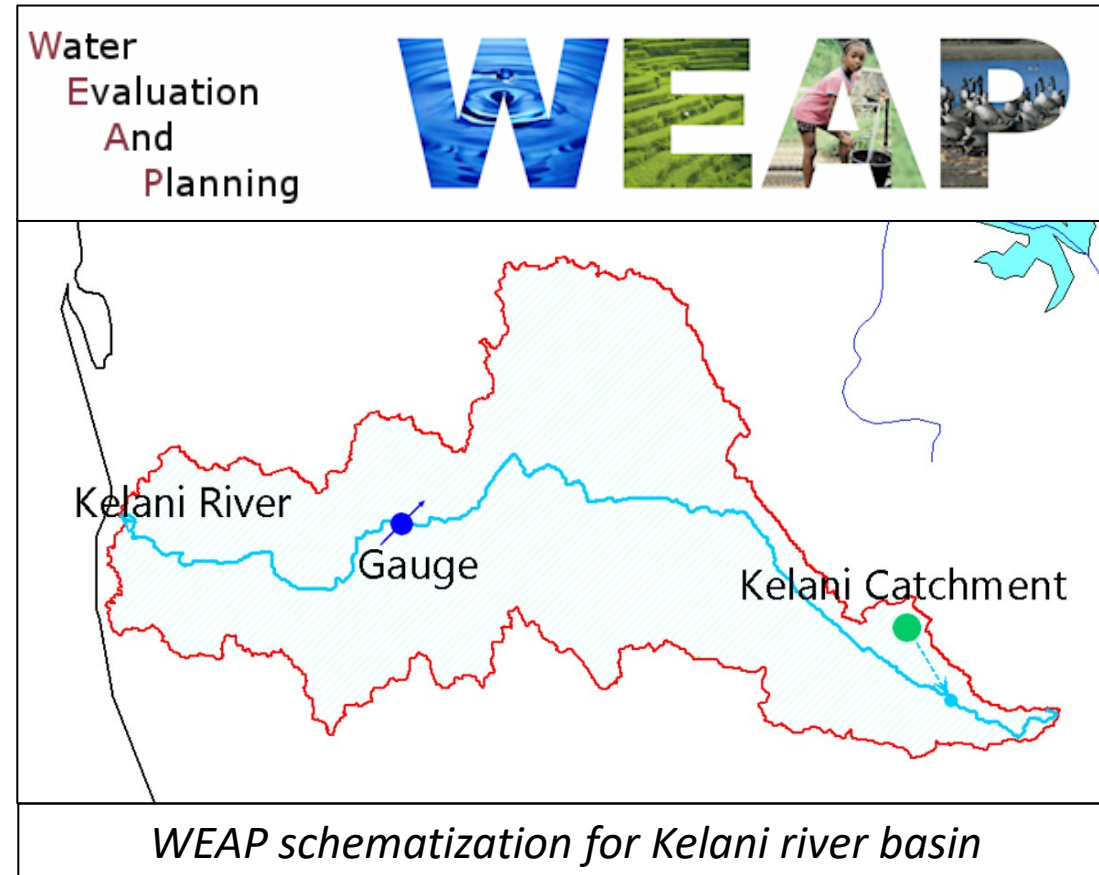 Water
Evaluation
And
Planning
WEAP
Kelani River
Gauge
Kelani Catchment
WEAP schematization for Kelani river basin